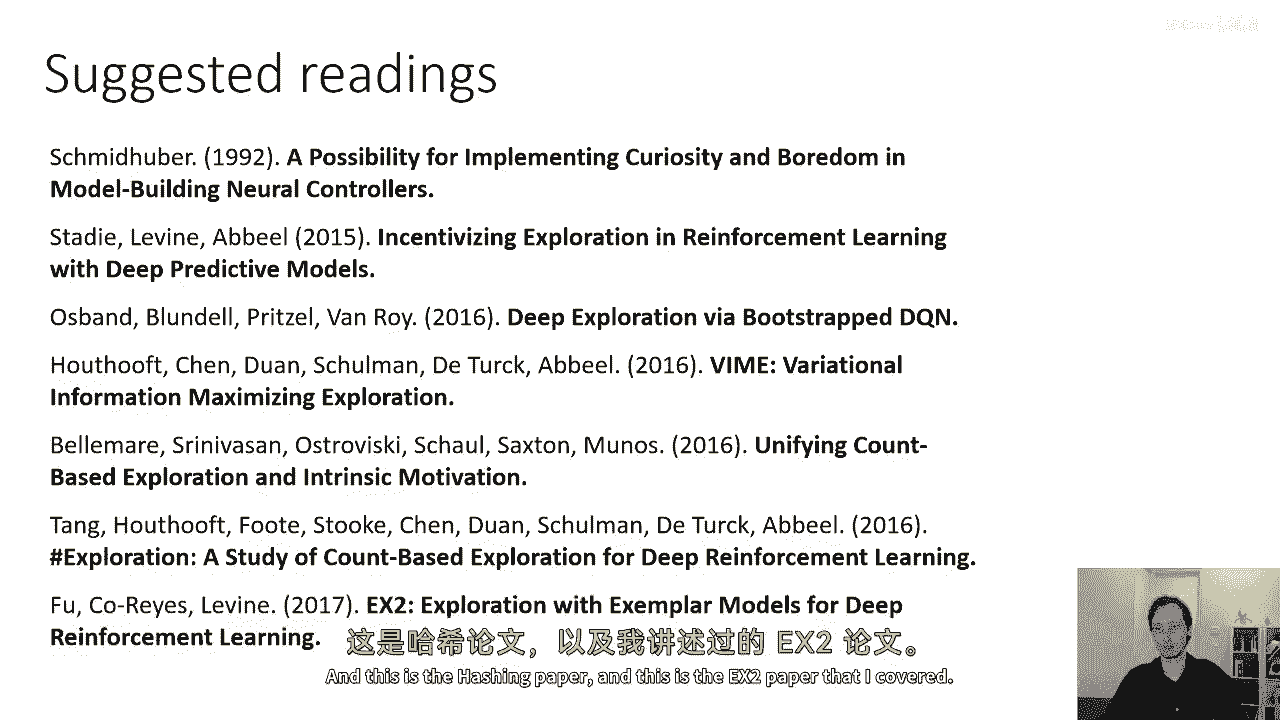 Suggested readings
Schmidhuber. (1992). A Possibility for Implementing Curiosity and Boredom in
Model-Building Neural Controllers.
Stadie, Levine, Abbeel (2015). Incentivizing Exploration in Reinforcement Learning
with Deep Predictive Models.
Osband, Blundell, Pritzel, Van Roy. (2016). Deep Exploration via Bootstrapped DQN.
Houthooft, Chen, Duan, Schulman, De Turck, Abbeel. (2016). VIME: Variational
Information Maximizing Exploration.
Bellemare, Srinivasan, Ostroviski, Schaul, Saxton, Munos. (2016). Unifying Count-
Based Exploration and Intrinsic Motivation.
Tang, Houthooft, Foote, Stooke, Chen, Duan, Schulman, De Turck, Abbeel. (2016).
#Exploration: A Study of Count-Based Exploration for Deep Reinforcement Learning.
Fu, Co-Reyes, Levine. (2017). EX2: Exploration with Exemplar Models for Deep
Reinforcement Learning.
这是哈希论文，以及我讲述过的 EX2 论文。
And this is the Hashing paper, and this is the EX2 paper that I covered.